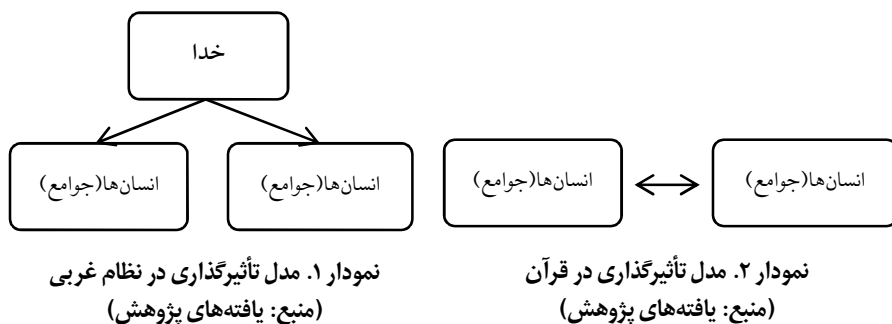 خدا
انسان‌ها(جوامع)
انسان‌ها(جوامع)
انسان‌ها(جوامع)
انسان‌ها(جوامع)
نمودار ۲. مدل تأثیرگذاری در قرآن
(منبع: یافته‌های پژوهش)
نمودار ۱. مدل تأثیرگذاری در نظام غربی
(منبع: یافته‌های پژوهش)